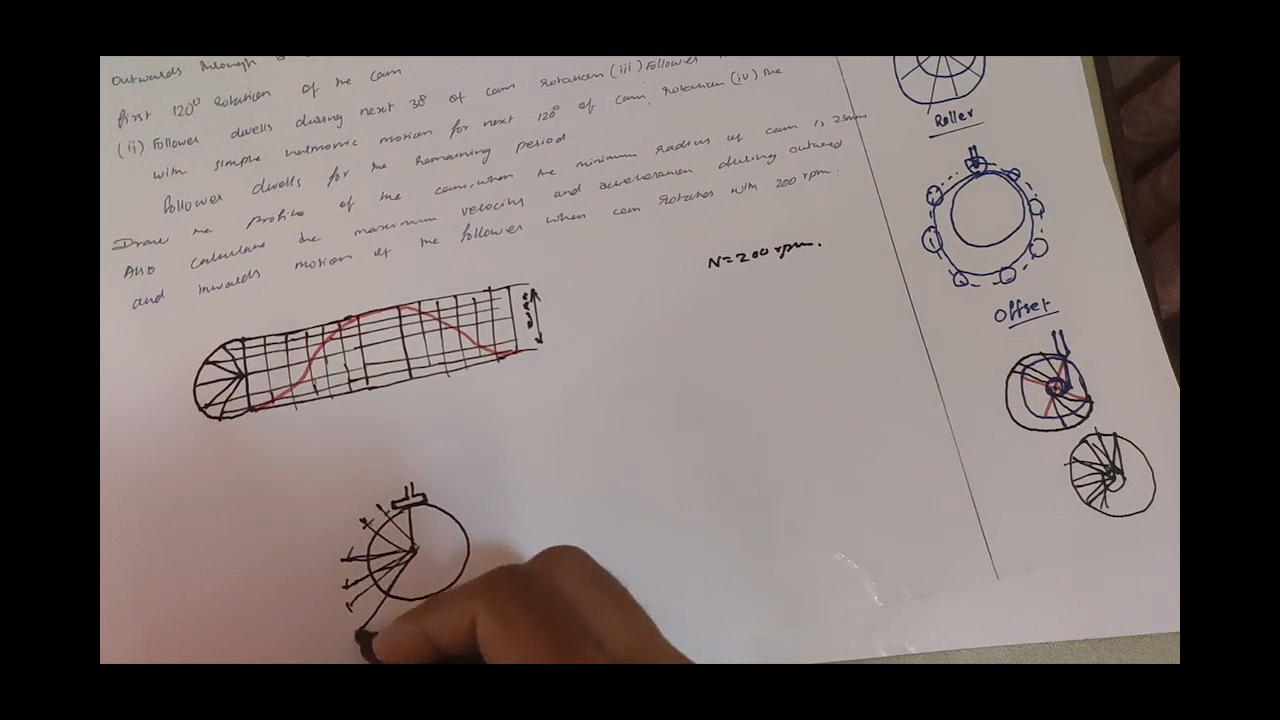 outwards through
first 120° Rotation of the cam
(ii) Follower dwells during next 30° of cam rotation (iii) Follower
with simple harmonic motion for next 120° of cam rotation (iv) The
follower dwells for the remaining period
Draw the profile of the cam, when the minimum radius of cam is 25mm
Also calculate the maximum velocity and acceleration during outward
and inwards motion of the follower when cam rotates with 200 rpm.
N=200 rpm.
Roller
Offset